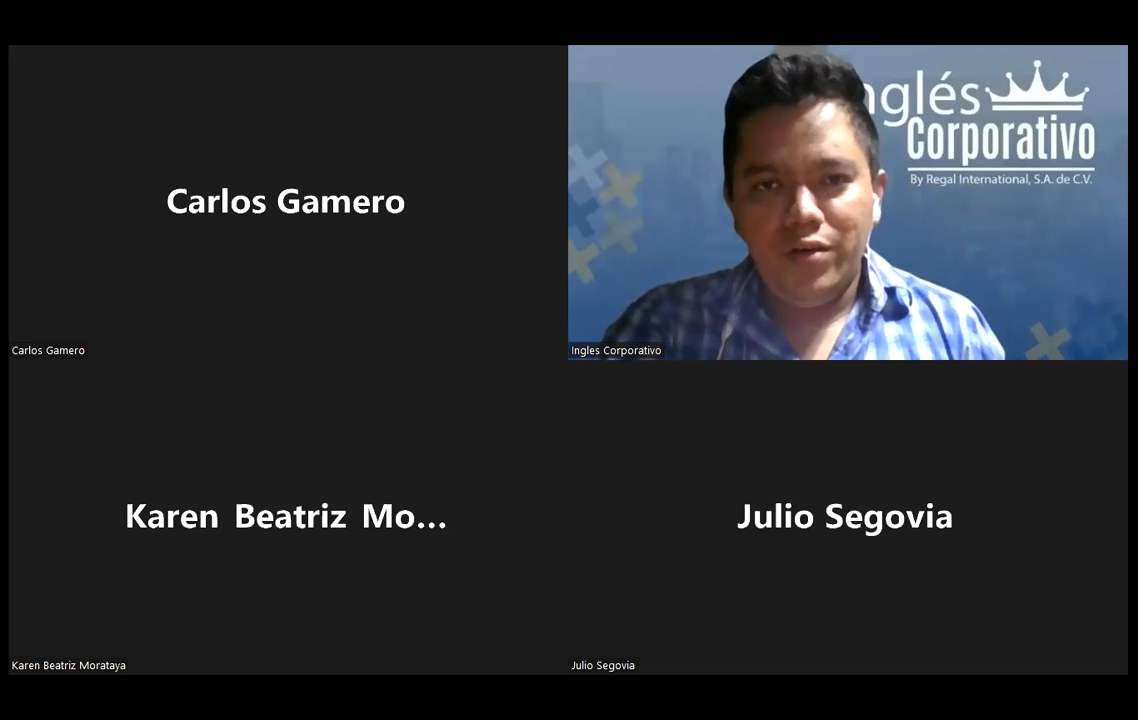 Carlos Gamero
Carlos Gamero
nglés
Corporativo
By Regal International, S.A. de C.V.
Ingles Corporativo
Karen Beatriz Mo...
Karen Beatriz Morataya
Julio Segovia
Julio Segovia